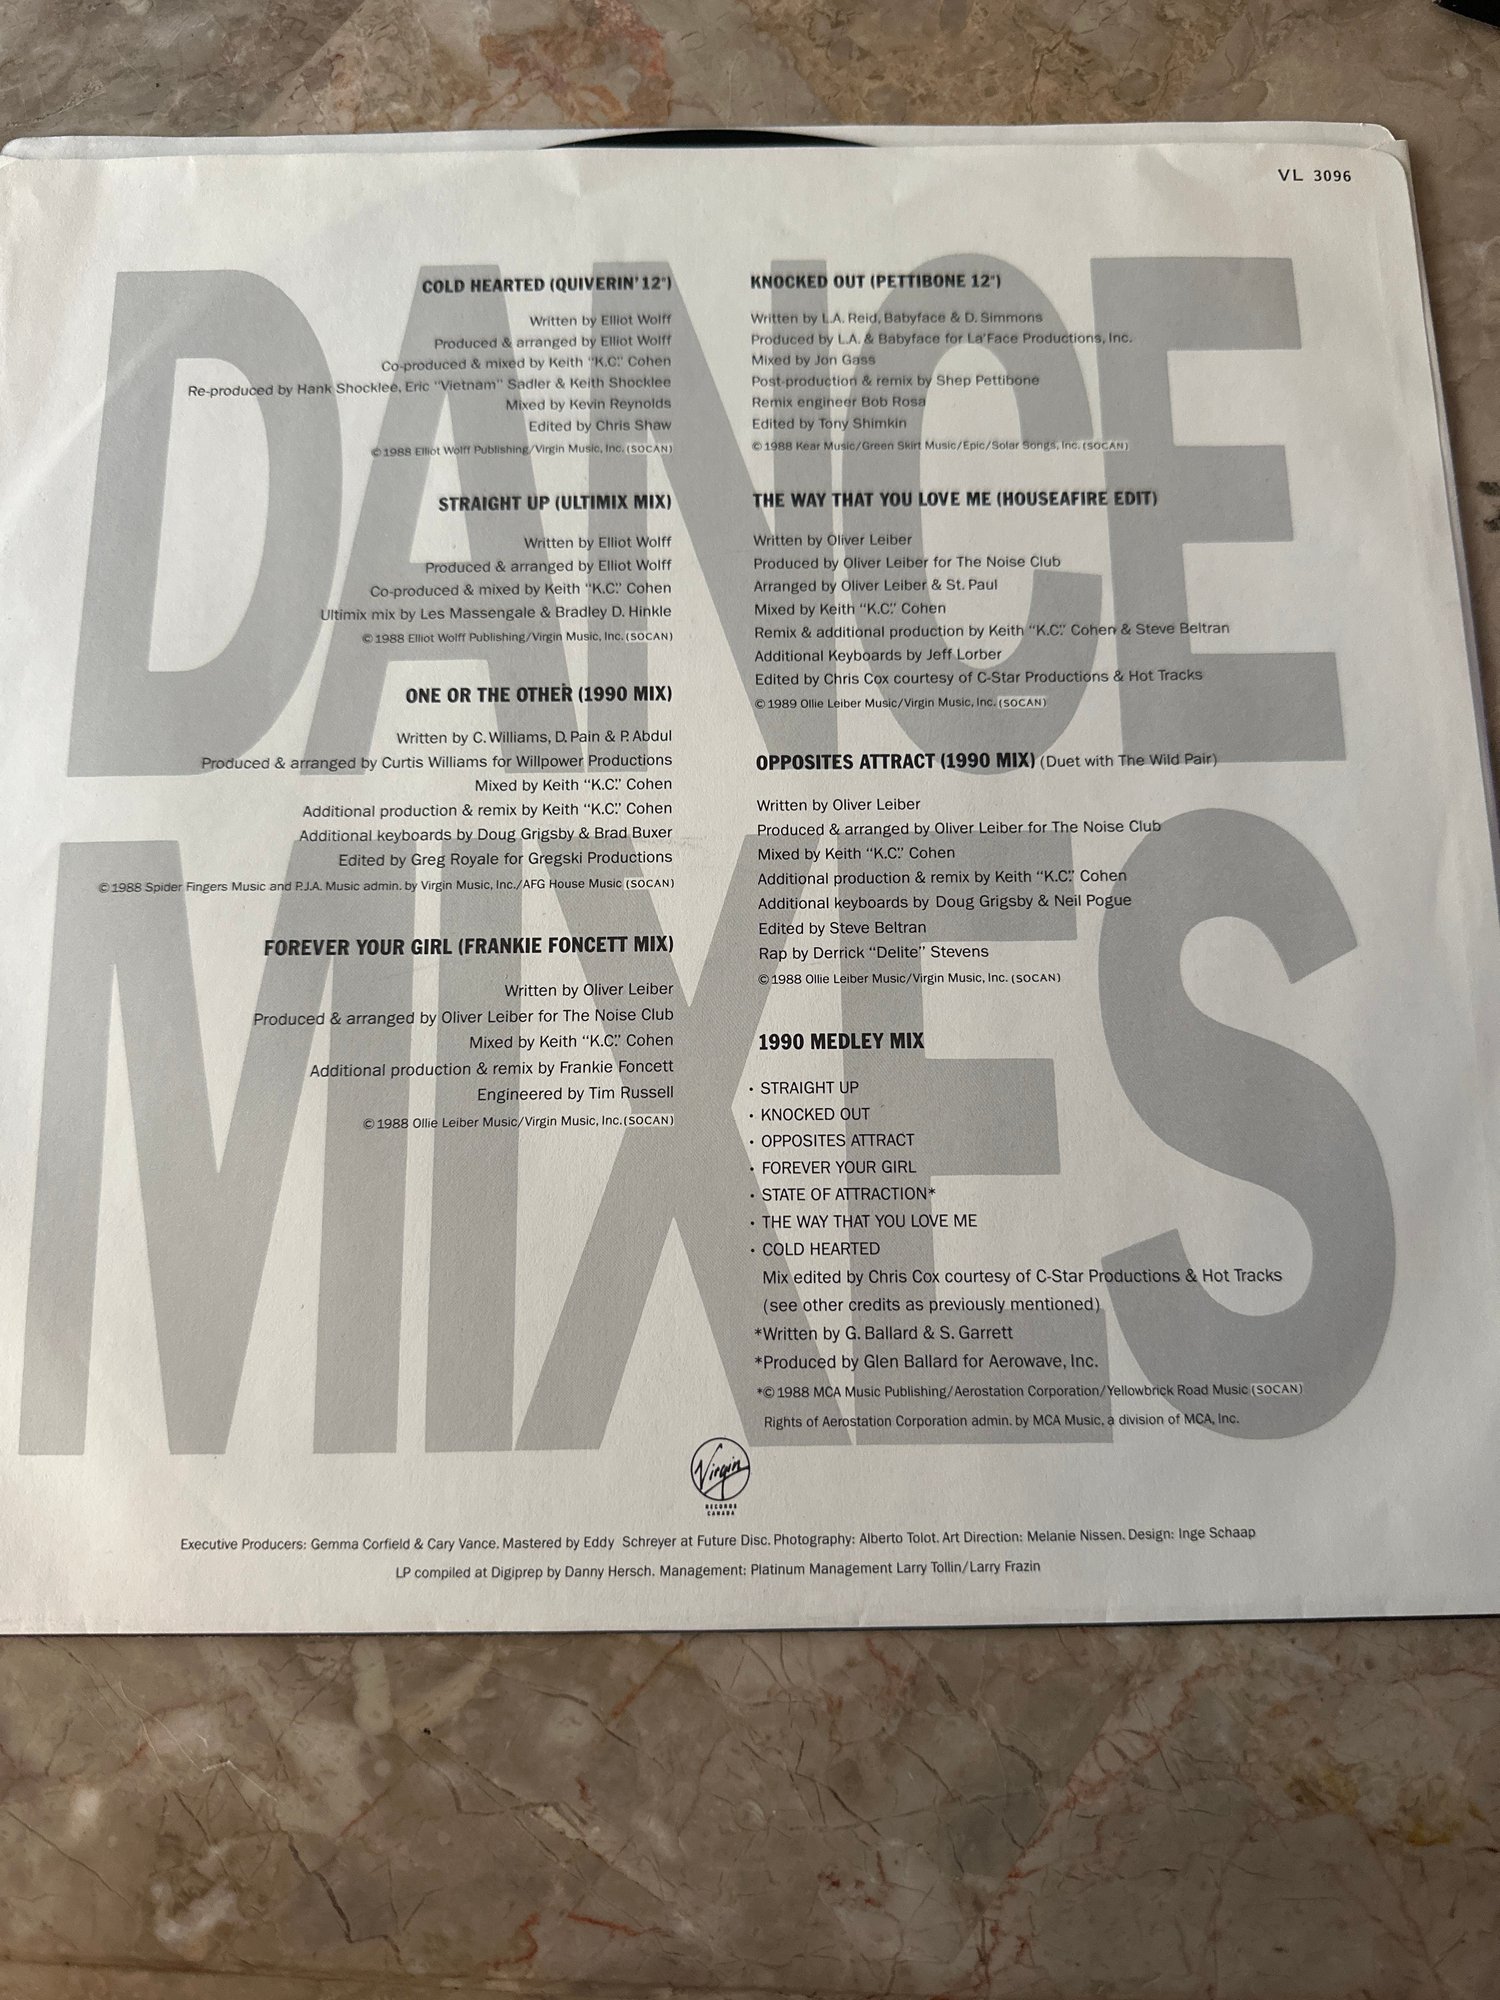 VL 3096
DANCE
MIXES
COLD HEARTED (QUIVERIN' 12")
Written by Elliot Wolff
Produced & arranged by Elliot Wolff
Co-produced & mixed by Keith "K.C." Cohen
Re-produced by Hank Shocklee, Eric "Vietnam" Sadler & Keith Shocklee
Mixed by Kevin Reynolds
Edited by Chris Shaw
© 1988 Elliot Wolff Publishing/Virgin Music, Inc. (SOCAN)
STRAIGHT UP (ULTIMIX MIX)
Written by Elliot Wolff
Produced & arranged by Elliot Wolff
Co-produced & mixed by Keith "K.C." Cohen
Ultimix mix by Les Massengale & Bradley D. Hinkle
© 1988 Elliot Wolff Publishing/Virgin Music, Inc. (SOCAN)
ONE OR THE OTHER (1990 MIX)
Written by C. Williams, D. Pain & P. Abdul
Produced & arranged by Curtis Williams for Willpower Productions
Mixed by Keith "K.C." Cohen
Additional production & remix by Keith "K.C." Cohen
Additional keyboards by Doug Grigsby & Brad Buxer
Edited by Greg Royale for Gregski Productions
© 1988 Spider Fingers Music and P.J.A. Music admin. by Virgin Music, Inc./AFG House Music (SOCAN)
FOREVER YOUR GIRL (FRANKIE FONCETT MIX)
Written by Oliver Leiber
Produced & arranged by Oliver Leiber for The Noise Club
Mixed by Keith "K.C." Cohen
Additional production & remix by Frankie Foncett
Engineered by Tim Russell
© 1988 Ollie Leiber Music/Virgin Music, Inc. (SOCAN)
KNOCKED OUT (PETTIBONE 12")
Written by L.A. Reid, Babyface & D. Simmons
Produced by L.A. & Babyface for La'Face Productions, Inc.
Mixed by Jon Gass
Post-production & remix by Shep Pettibone
Remix engineer Bob Rosa
Edited by Tony Shimkin
© 1988 Kear Music/Green Skirt Music/Epic/Solar Songs, Inc. (SOCAN)
THE WAY THAT YOU LOVE ME (HOUSEAFIRE EDIT)
Written by Oliver Leiber
Produced by Oliver Leiber for The Noise Club
Arranged by Oliver Leiber & St. Paul
Mixed by Keith "K.C." Cohen
Remix & additional production by Keith "K.C." Cohen & Steve Beltran
Additional Keyboards by Jeff Lorber
Edited by Chris Cox courtesy of C-Star Productions & Hot Tracks
© 1989 Ollie Leiber Music/Virgin Music, Inc. (SOCAN)
OPPOSITES ATTRACT (1990 MIX) (Duet with The Wild Pair)
Written by Oliver Leiber
Produced & arranged by Oliver Leiber for The Noise Club
Mixed by Keith "K.C." Cohen
Additional production & remix by Keith "K.C." Cohen
Additional keyboards by Doug Grigsby & Neil Pogue
Edited by Steve Beltran
Rap by Derrick "Delite" Stevens
© 1988 Ollie Leiber Music/Virgin Music, Inc. (SOCAN)
1990 MEDLEY MIX
• STRAIGHT UP
• KNOCKED OUT
• OPPOSITES ATTRACT
• FOREVER YOUR GIRL
• STATE OF ATTRACTION*
• THE WAY THAT YOU LOVE ME
• COLD HEARTED
Mix edited by Chris Cox courtesy of C-Star Productions & Hot Tracks
(see other credits as previously mentioned)
*Written by G. Ballard & S. Garrett
*Produced by Glen Ballard for Aerowave, Inc.
*© 1988 MCA Music Publishing/Aerostation Corporation/Yellowbrick Road Music (SOCAN)
Rights of Aerostation Corporation admin. by MCA Music, a division of MCA, Inc.
Virgin
RECORDS
CANADA
Executive Producers: Gemma Corfield & Cary Vance. Mastered by Eddy Schreyer at Future Disc. Photography: Alberto Tolot. Art Direction: Melanie Nissen. Design: Inge Schaap
LP compiled at Digiprep by Danny Hersch. Management: Platinum Management Larry Tollin/Larry Frazin